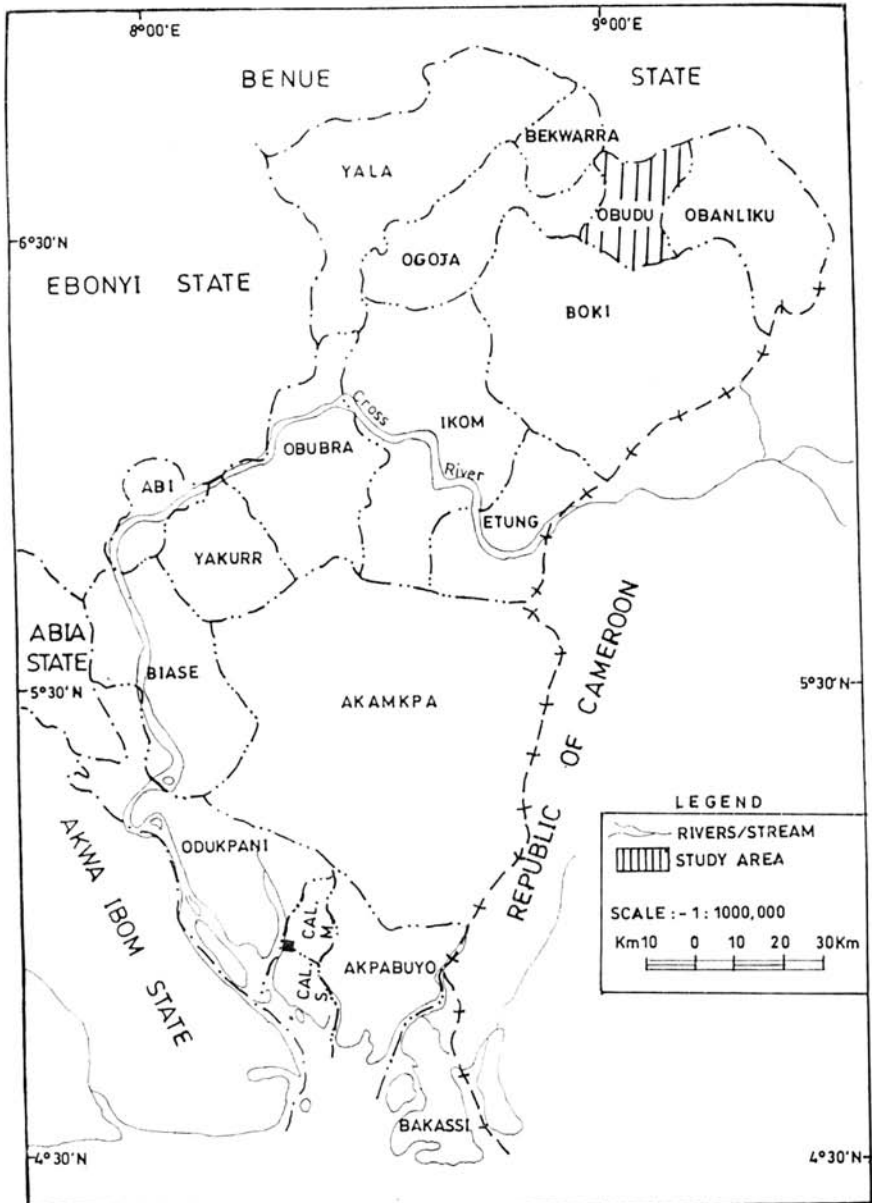 8°00'E
9°00'E
BENUE STATE
BEKWARRA
YALA
OBUDU
OBANLIKU
6°30'N
OGOJA
EBONYI STATE
BOKI
Cross
IKOM
OBUBRA
River
ABI
ETUNG
YAKURR
ABIA
STATE
BIASE
5°30'N
5°30'N
AKAMKPA
REPUBLIC OF CAMEROON
LEGEND
RIVERS/STREAM
STUDY AREA
ODUKPANI
AKWA IBOM STATE
SCALE :- 1 : 1000,000
Km10 0 10 20 30Km
CAL.
M
AKPABUYO
CAL.
S
BAKASSI
4°30'N
4°30'N